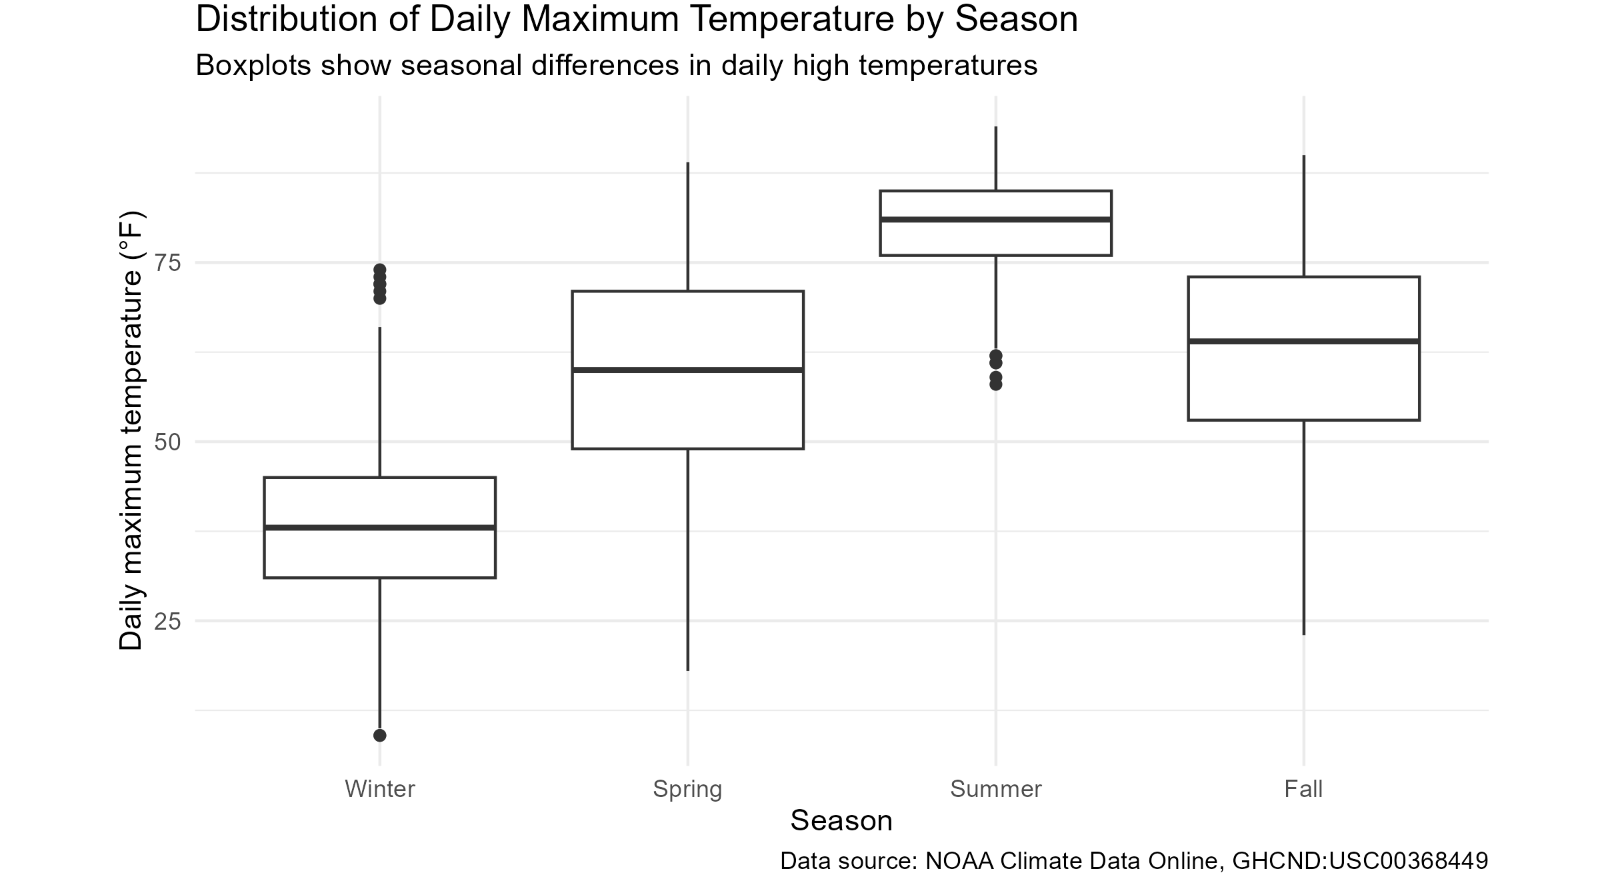 Distribution of Daily Maximum Temperature by Season
Boxplots show seasonal differences in daily high temperatures
Daily maximum temperature (°F)
75
50
25
Winter Spring Summer Fall
Season
Data source: NOAA Climate Data Online, GHCND:USC00368449